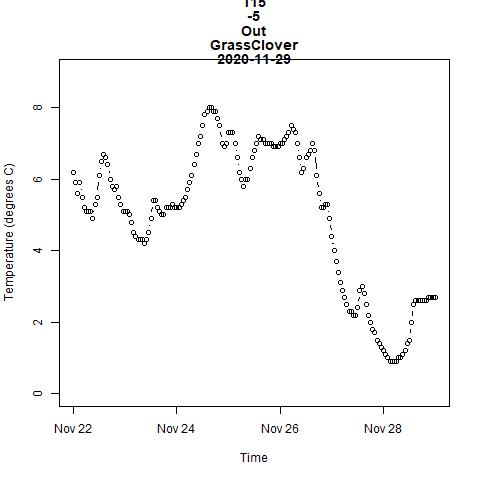 T15
-5
Out
GrassClover
2020-11-29
Temperature (degrees C)
8
6
4
2
0
Nov 22
Nov 24
Nov 26
Nov 28
Time